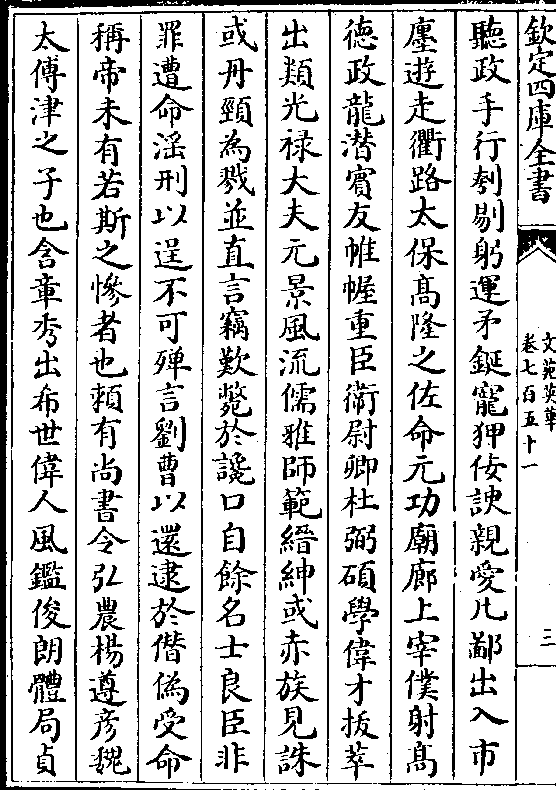 欽定四庫全書
文苑英華
卷七百五十一
三
聽政手行刳剔躬運矛鋋寵狎佞諛親愛凡鄙出入市
廛遊走衢路太保髙隆之佐命元功廟廊上宰僕射髙
徳政龍潛賓友帷幄重臣衛尉卿杜弼碩學偉才拔萃
出類光禄大夫元景風流儒雅師範縉紳或赤族見誅
或丹頸為戮並直言竊歎斃於讒口自餘名士良臣非
罪遭命滛刑以逞不可殫言劉曹以還逮於僭偽受命
稱帝未有若斯之慘者也頼有尚書令弘農楊遵彦魏
太傅津之子也含章秀出布世偉人風鑑俊朗體局貞